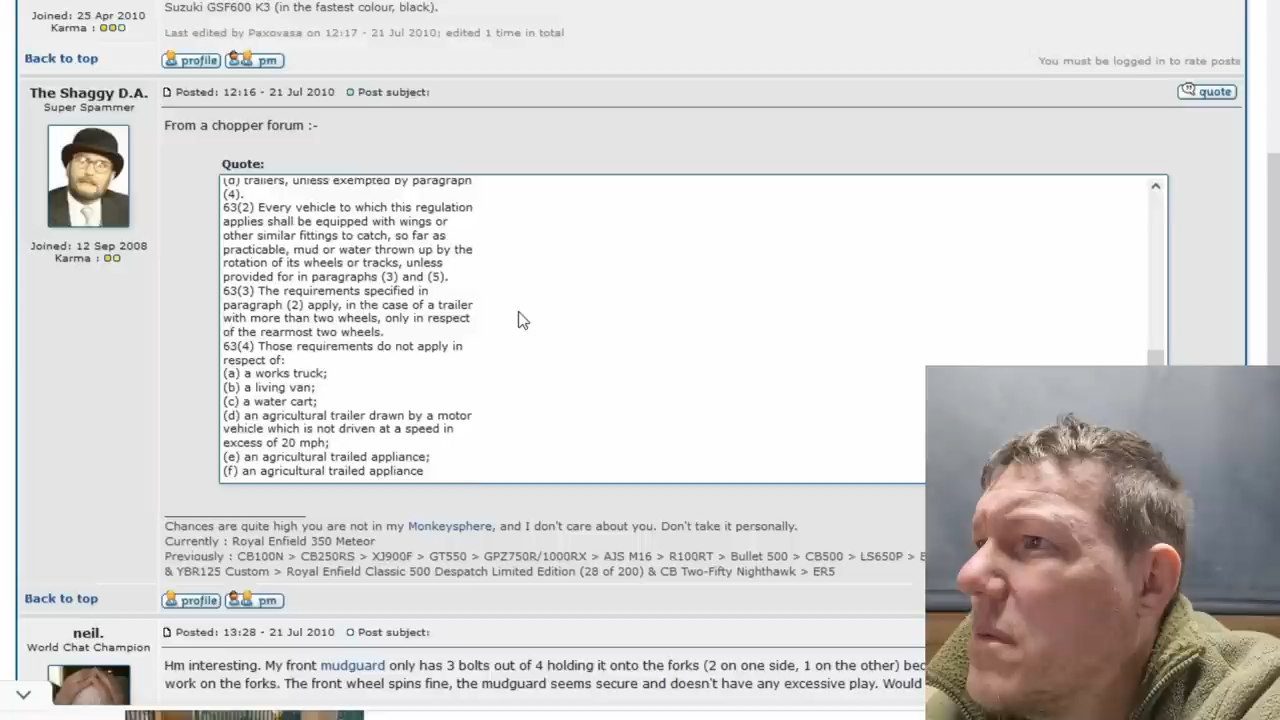 Joined: 25 Apr 2010
Karma :
Suzuki GSF600 K3 (in the fastest colour, black).
Last edited by Paxovasa on 12:17 - 21 Jul 2010; edited 1 time in total
Back to top
profile
pm
You must be logged in to rate posts
The Shaggy D.A.
Super Spammer
Joined: 12 Sep 2008
Karma :
Posted: 12:16 - 21 Jul 2010 Post subject:
quote
From a chopper forum :-
Quote:
(d) trailers, unless exempted by paragraph
(4).
63(2) Every vehicle to which this regulation
applies shall be equipped with wings or
other similar fittings to catch, so far as
practicable, mud or water thrown up by the
rotation of its wheels or tracks, unless
provided for in paragraphs (3) and (5).
63(3) The requirements specified in
paragraph (2) apply, in the case of a trailer
with more than two wheels, only in respect
of the rearmost two wheels.
63(4) Those requirements do not apply in
respect of:
(a) a works truck;
(b) a living van;
(c) a water cart;
(d) an agricultural trailer drawn by a motor
vehicle which is not driven at a speed in
excess of 20 mph;
(e) an agricultural trailed appliance;
(f) an agricultural trailed appliance
Chances are quite high you are not in my Monkeysphere, and I don't care about you. Don't take it personally.
Currently : Royal Enfield 350 Meteor
Previously : CB100N > CB250RS > XJ900F > GT550 > GPZ750R/1000RX > AJS M16 > R100RT > Bullet 500 > CB500 > LS650P >
& YBR125 Custom > Royal Enfield Classic 500 Despatch Limited Edition (28 of 200) & CB Two-Fifty Nighthawk > ER5
Back to top
profile
pm
neil.
World Chat Champion
Posted: 13:28 - 21 Jul 2010 Post subject:
Hm interesting. My front mudguard only has 3 bolts out of 4 holding it onto the forks (2 on one side, 1 on the other)
work on the forks. The front wheel spins fine, the mudguard seems secure and doesn't have any excessive play. Would